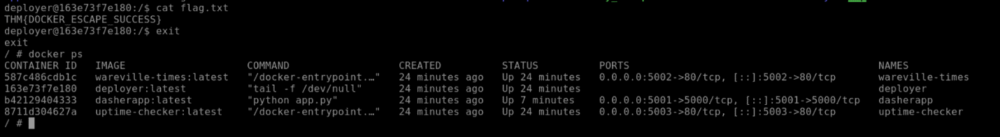 deployer@163e73f7e180:/$ cat flag.txt
THM{DOCKER_ESCAPE_SUCCESS}
deployer@163e73f7e180:/$ exit
exit
/ # docker ps
CONTAINER ID   IMAGE                    COMMAND                  CREATED          STATUS          PORTS                                         NAMES
587c486cdb1c   wareville-times:latest   "/docker-entrypoint.…"   24 minutes ago   Up 24 minutes   0.0.0.0:5002->80/tcp, [::]:5002->80/tcp       wareville-times
163e73f7e180   deployer:latest          "tail -f /dev/null"      24 minutes ago   Up 24 minutes                                                 deployer
b42129404333   dasherapp:latest         "python app.py"          24 minutes ago   Up 7 minutes    0.0.0.0:5001->5000/tcp, [::]:5001->5000/tcp   dasherapp
8711d304627a   uptime-checker:latest    "/docker-entrypoint.…"   24 minutes ago   Up 24 minutes   0.0.0.0:5003->80/tcp, [::]:5003->80/tcp       uptime-checker
/ #